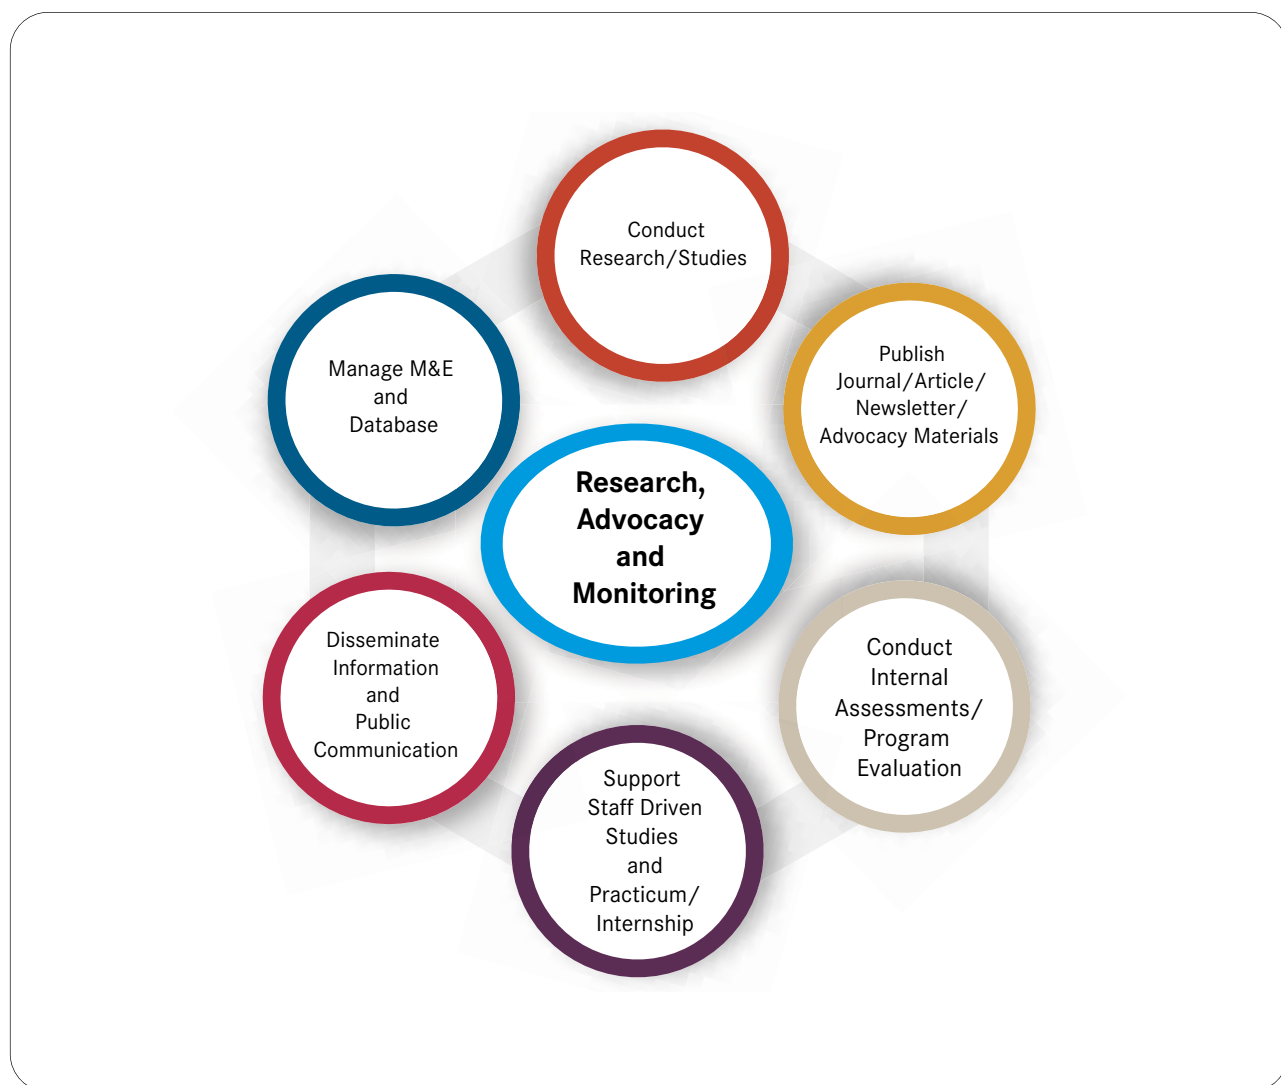 Conduct
Research/Studies
Publish
Journal/Article/
Newsletter/
Advocacy Materials
Manage M&E
and
Database
Research,
Advocacy
and
Monitoring
Conduct
Internal
Assessments/
Program
Evaluation
Disseminate
Information
and
Public
Communication
Support
Staff Driven
Studies
and
Practicum/
Internship